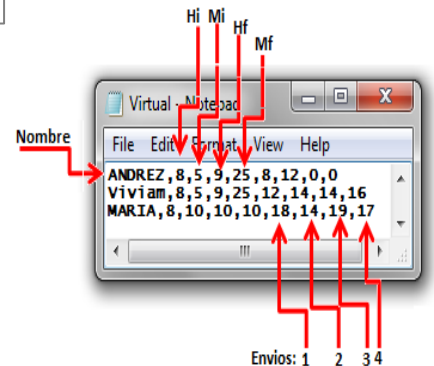 Hi Mi
Hf
Mf
Virtual - Notepad
Nombre
File Edit Format View Help
ANDREZ,8,5,9,25,8,12,0,0
Viviam,8,5,9,25,12,14,14,16
MARIA,8,10,10,10,18,14,19,17
Envios: 1 2 3 4